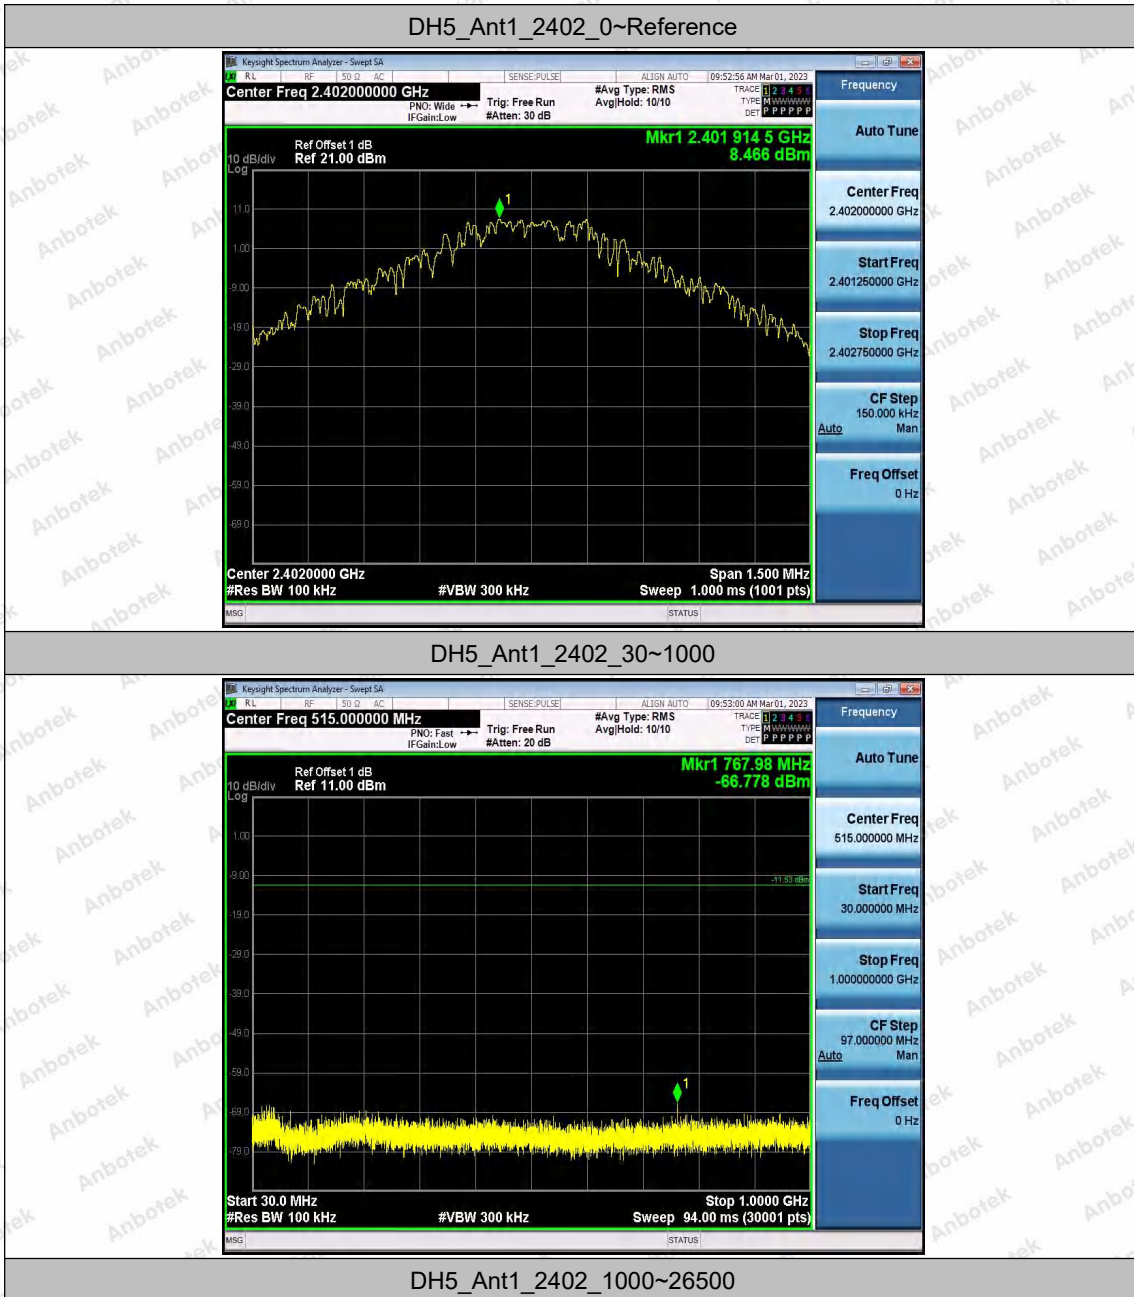 DH5_Ant1_2402_0~Reference
Keysight Spectrum Analyzer - Swept SA
LXI RL RF 50 Ω AC SENSE:PULSE ALIGN AUTO 09:52:56 AM Mar 01, 2023
Center Freq 2.402000000 GHz
PNO: Wide
IFGain:Low
Trig: Free Run
#Atten: 30 dB
#Avg Type: RMS
Avg|Hold: 10/10
TRACE 1 2 3 4 5 6
TYPE M WWWWW
DET P P P P P P
Ref Offset 1 dB
10 dB/div Ref 21.00 dBm
Log
Mkr1 2.401 914 5 GHz
8.466 dBm
1
11.0
1.00
-9.00
-19.0
-29.0
-39.0
-49.0
-59.0
-69.0
Center 2.4020000 GHz Span 1.500 MHz
#Res BW 100 kHz #VBW 300 kHz Sweep 1.000 ms (1001 pts)
MSG STATUS
Frequency
Auto Tune
Center Freq
2.402000000 GHz
Start Freq
2.401250000 GHz
Stop Freq
2.402750000 GHz
CF Step
150.000 kHz
Auto Man
Freq Offset
0 Hz
DH5_Ant1_2402_30~1000
Keysight Spectrum Analyzer - Swept SA
LXI RL RF 50 Ω AC SENSE:PULSE ALIGN AUTO 09:53:00 AM Mar 01, 2023
Center Freq 515.000000 MHz
PNO: Fast
IFGain:Low
Trig: Free Run
#Atten: 20 dB
#Avg Type: RMS
Avg|Hold: 10/10
TRACE 1 2 3 4 5 6
TYPE M WWWWW
DET P P P P P P
Ref Offset 1 dB
10 dB/div Ref 11.00 dBm
Log
Mkr1 767.98 MHz
-66.778 dBm
1.00
-9.00
-11.53 dBm
-19.0
-29.0
-39.0
-49.0
-59.0
1
-69.0
-79.0
Start 30.0 MHz Stop 1.0000 GHz
#Res BW 100 kHz #VBW 300 kHz Sweep 94.00 ms (30001 pts)
MSG STATUS
Frequency
Auto Tune
Center Freq
515.000000 MHz
Start Freq
30.000000 MHz
Stop Freq
1.000000000 GHz
CF Step
97.000000 MHz
Auto Man
Freq Offset
0 Hz
DH5_Ant1_2402_1000~26500
Anbotek